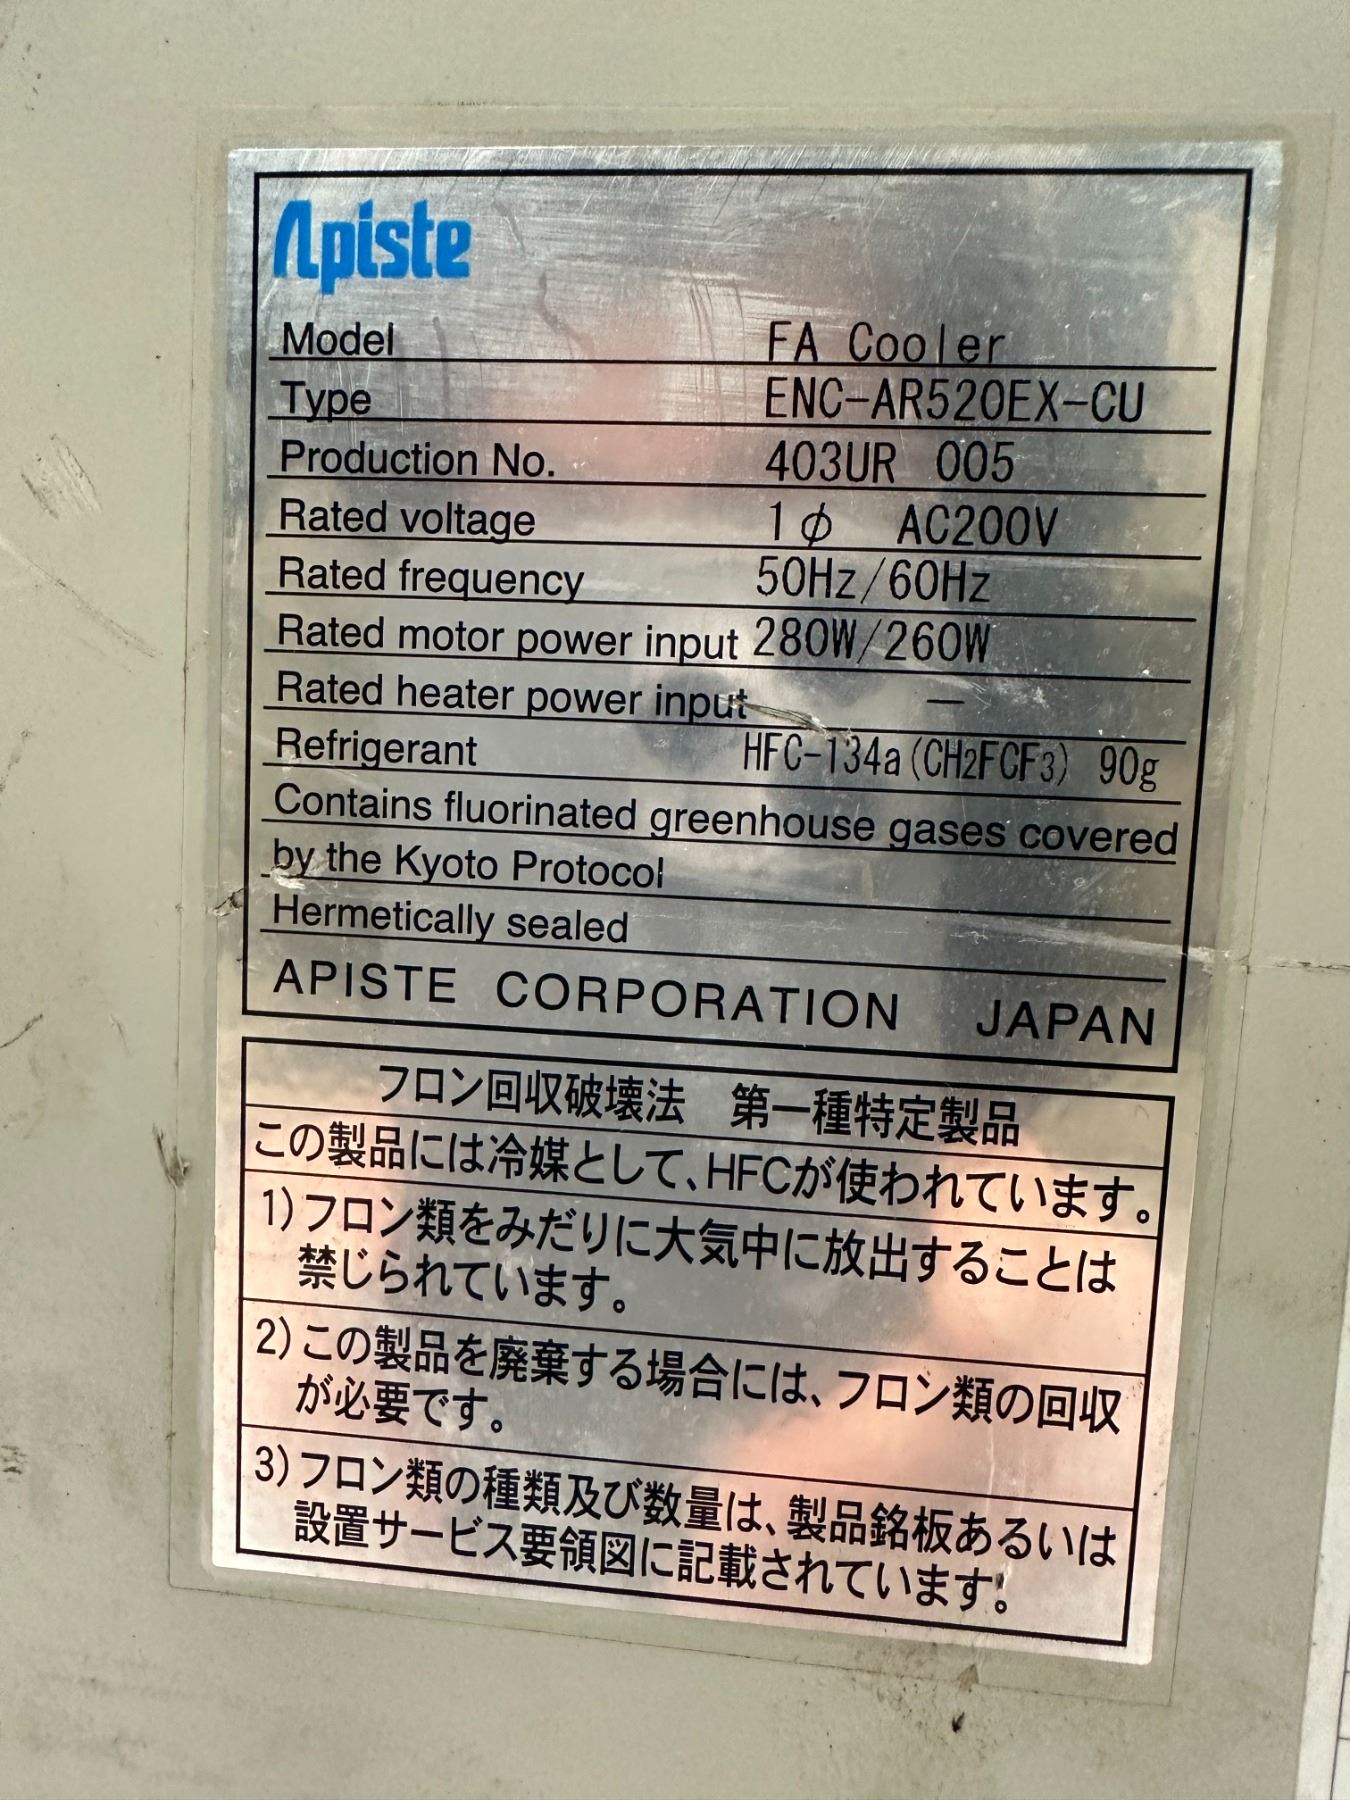 Apiste
Model FA Cooler
Type ENC-AR520EX-CU
Production No. 403UR 005
Rated voltage 1φ AC200V
Rated frequency 50Hz/60Hz
Rated motor power input 280W/260W
Rated heater power input —
Refrigerant HFC-134a(CH2FCF3) 90g
Contains fluorinated greenhouse gases covered
by the Kyoto Protocol
Hermetically sealed
APISTE CORPORATION JAPAN
フロン回収破壊法 第一種特定製品
この製品には冷媒として、HFCが使われています。
1)フロン類をみだりに大気中に放出することは
禁じられています。
2)この製品を廃棄する場合には、フロン類の回収
が必要です。
3)フロン類の種類及び数量は、製品銘板あるいは
設置サービス要領図に記載されています。